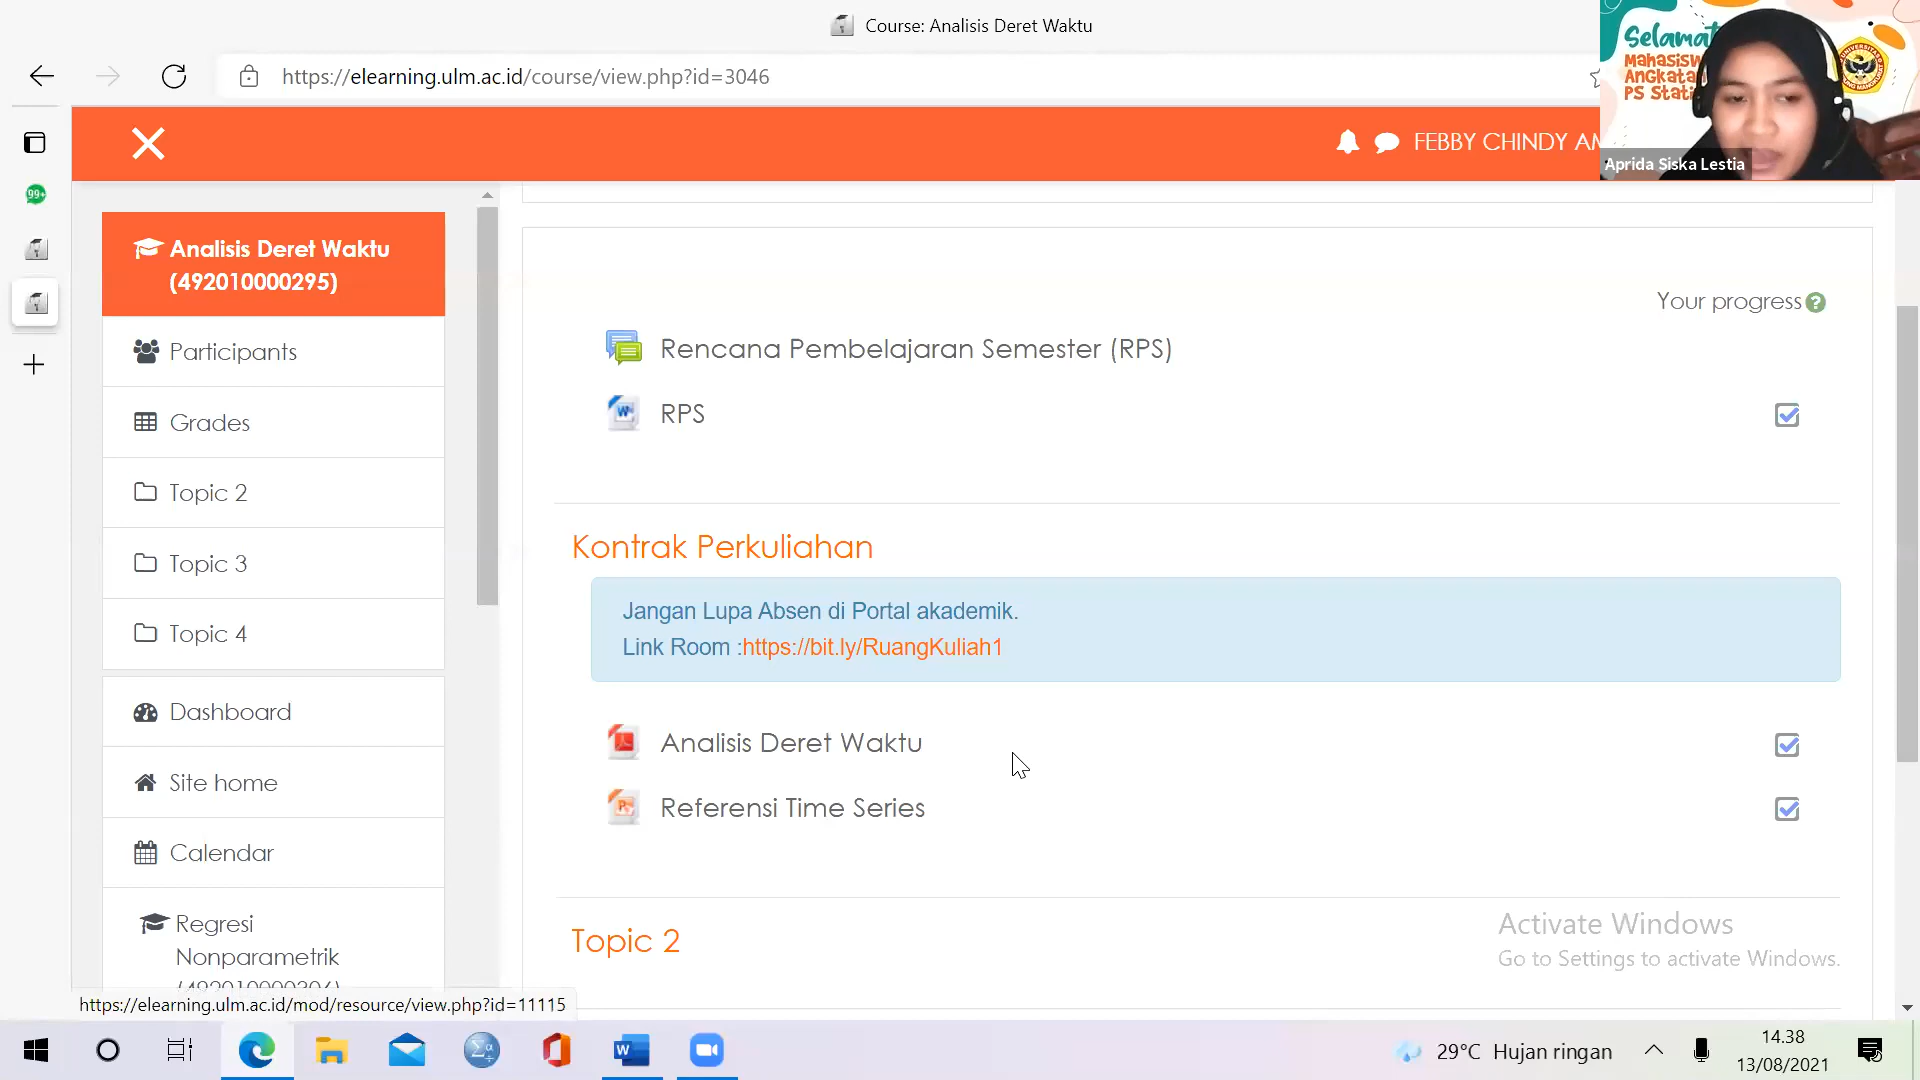 Course: Analisis Deret Waktu
https://elearning.ulm.ac.id/course/view.php?id=3046
Selamat
Mahasisw
Angkata
PS Stati
FEBBY CHINDY AM
Aprida Siska Lestia
99+
Analisis Deret Waktu
(492010000295)
Participants
Grades
Topic 2
Topic 3
Topic 4
Dashboard
Site home
Calendar
Regresi
Nonparametrik
(492010000304)
Your progress
Rencana Pembelajaran Semester (RPS)
RPS
Kontrak Perkuliahan
Jangan Lupa Absen di Portal akademik.
Link Room :https://bit.ly/RuangKuliah1
Analisis Deret Waktu
Referensi Time Series
Topic 2
Activate Windows
Go to Settings to activate Windows.
https://elearning.ulm.ac.id/mod/resource/view.php?id=11115
29°C Hujan ringan
14.38
13/08/2021